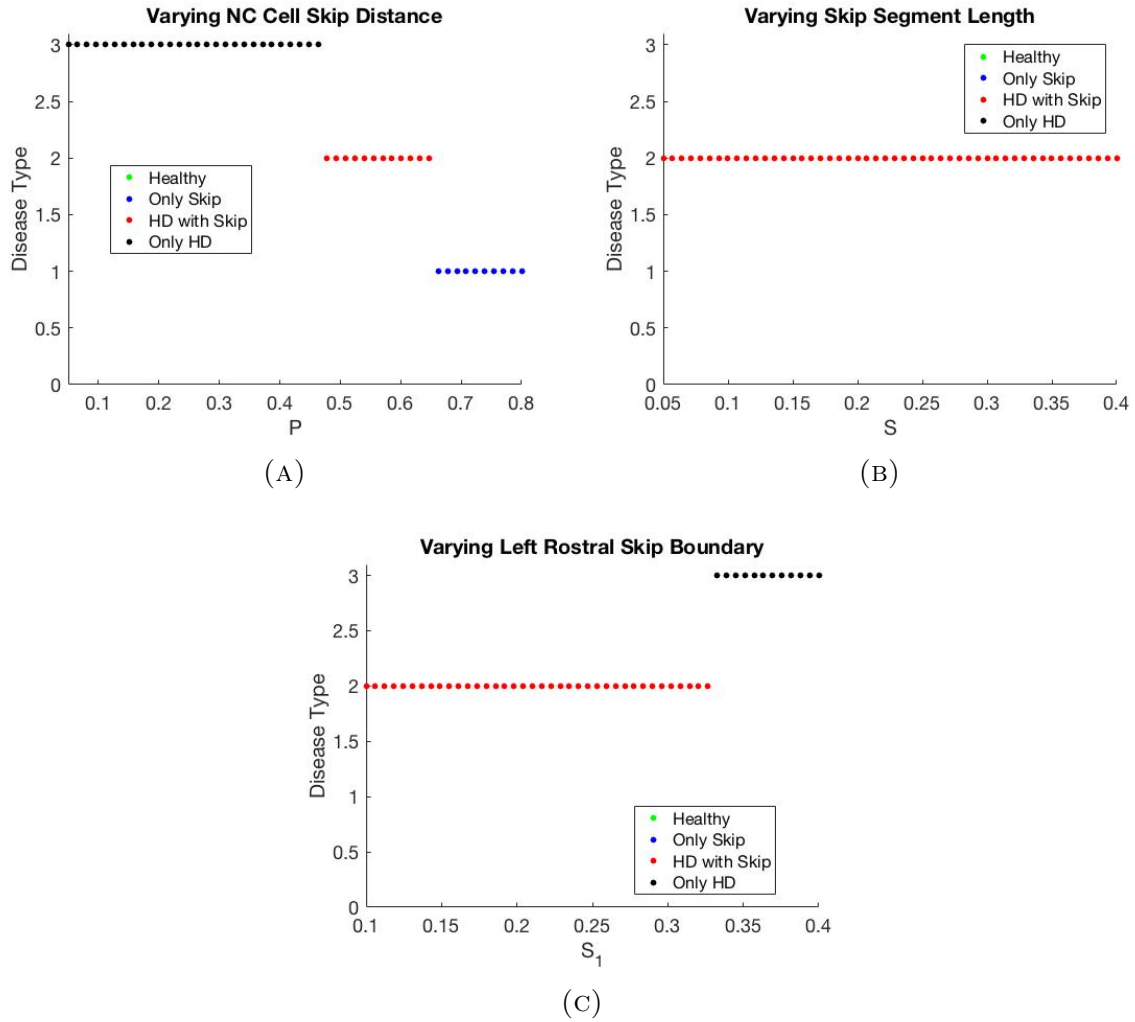 Varying NC Cell Skip Distance
3
2.5
2
1.5
1
0.5
0
Disease Type
Healthy
Only Skip
HD with Skip
Only HD
0.1 0.2 0.3 0.4 0.5 0.6 0.7 0.8
P
(A)
Varying Skip Segment Length
3
2.5
2
1.5
1
0.5
0
Disease Type
Healthy
Only Skip
HD with Skip
Only HD
0.05 0.1 0.15 0.2 0.25 0.3 0.35 0.4
S
(B)
Varying Left Rostral Skip Boundary
3
2.5
2
1.5
1
0.5
0
Disease Type
Healthy
Only Skip
HD with Skip
Only HD
0.1 0.15 0.2 0.25 0.3 0.35 0.4
S_1
(C)